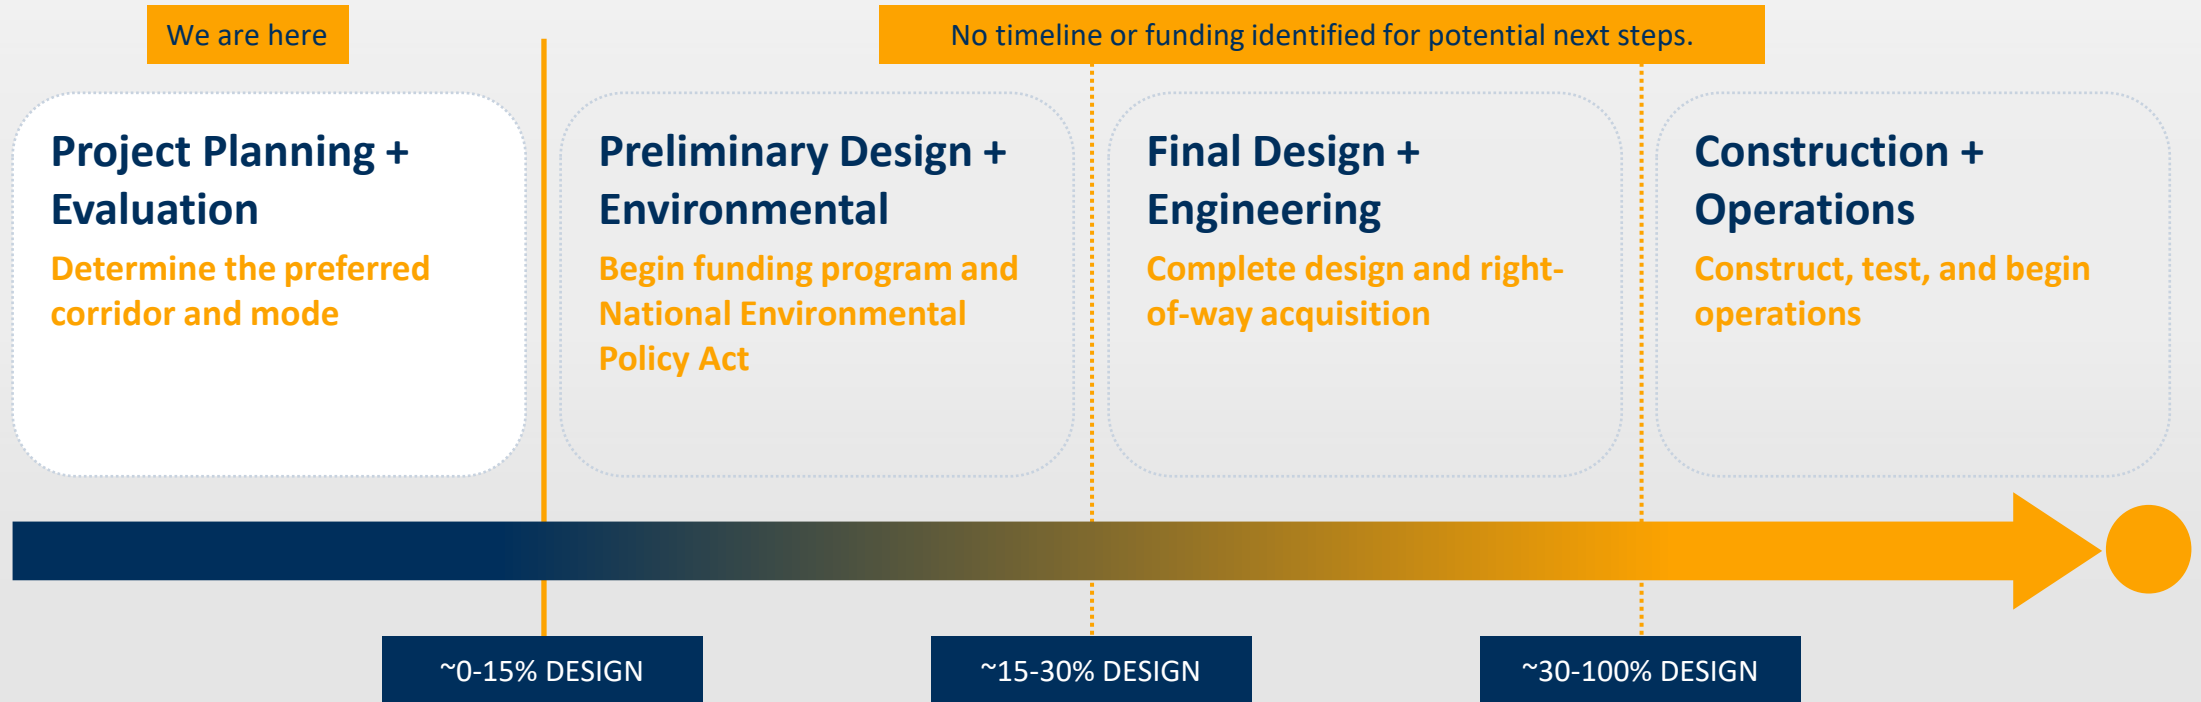 We are here
No timeline or funding identified for potential next steps.
Project Planning +
Evaluation
Determine the preferred
corridor and mode
Preliminary Design +
Environmental
Begin funding program and
National Environmental
Policy Act
Final Design +
Engineering
Complete design and right-
of-way acquisition
Construction +
Operations
Construct, test, and begin
operations
~0-15% DESIGN
~15-30% DESIGN
~30-100% DESIGN